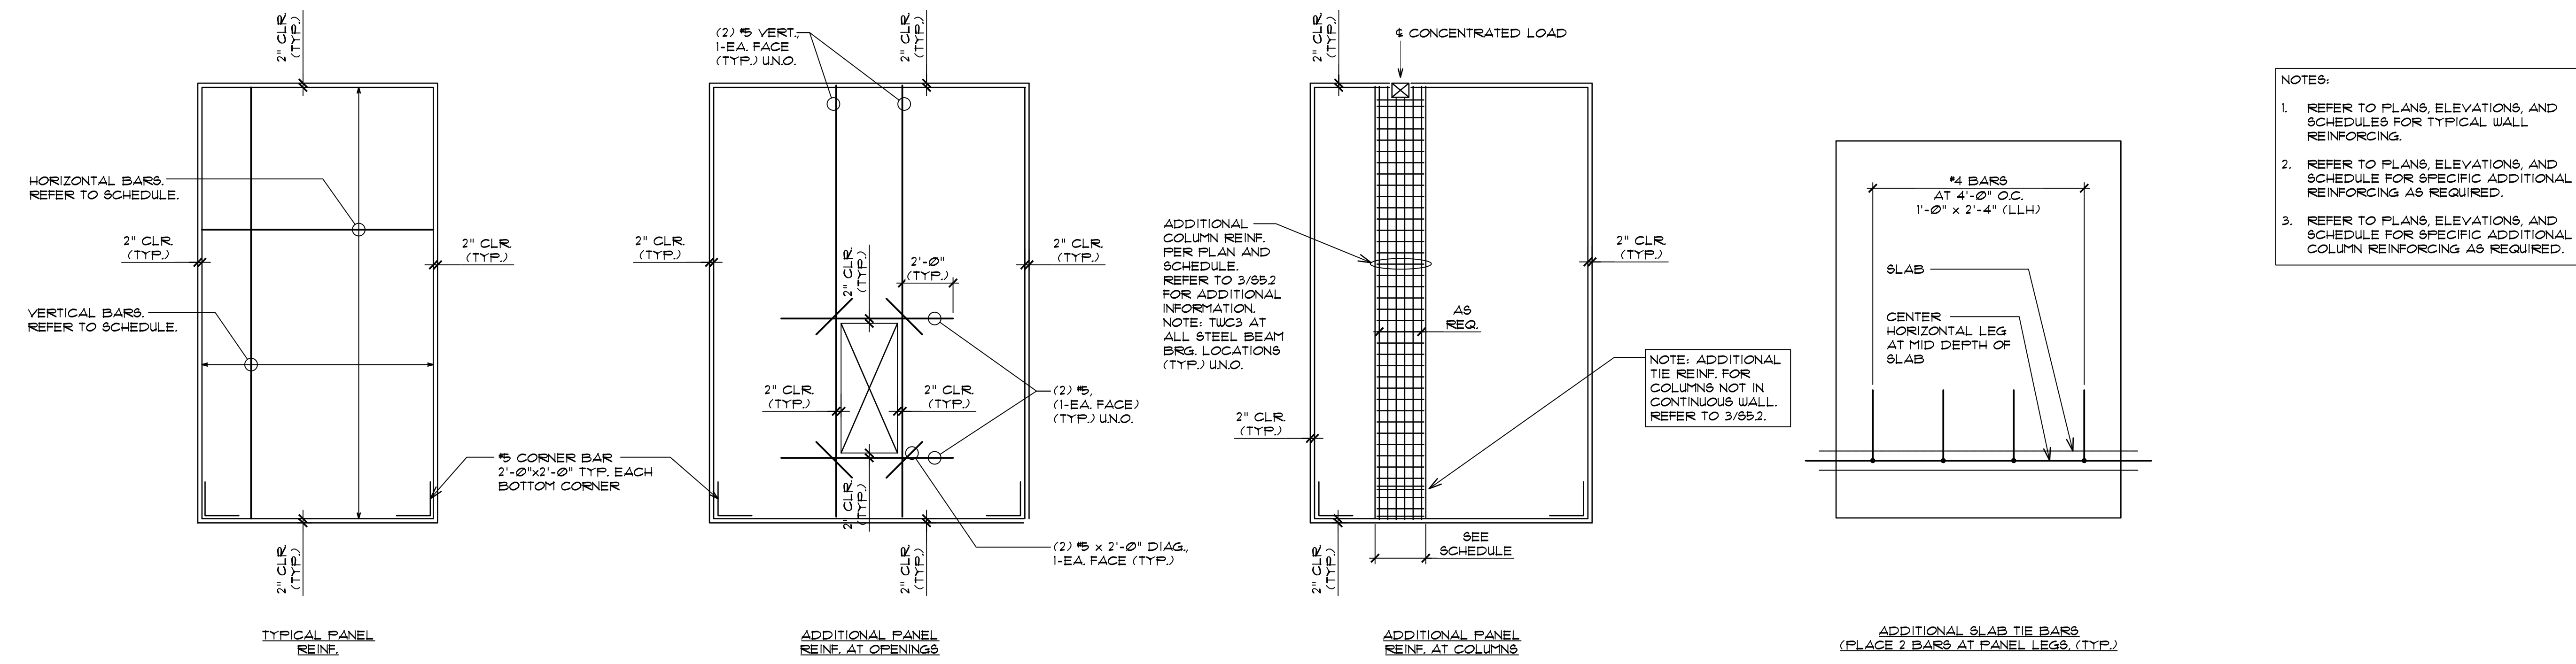 2" CLR.
(TYP.)
HORIZONTAL BARS.
REFER TO SCHEDULE.
2" CLR.
(TYP.)
2" CLR.
(TYP.)
VERTICAL BARS.
REFER TO SCHEDULE.
#5 CORNER BAR
2'-0"x2'-0" TYP. EACH
BOTTOM CORNER
2" CLR.
(TYP.)
TYPICAL PANEL
REINF.
(2) #5 VERT.,
1-EA. FACE
(TYP.) U.N.O.
2" CLR.
(TYP.)
2" CLR.
(TYP.)
2" CLR.
(TYP.)
2" CLR.
(TYP.)
2'-0"
(TYP.)
2" CLR.
(TYP.)
2" CLR.
(TYP.)
(2) #5,
(1-EA. FACE)
(TYP.) U.N.O.
2" CLR.
(TYP.)
(2) #5 x 2'-0" DIAG.,
1-EA. FACE (TYP.)
2" CLR.
(TYP.)
ADDITIONAL PANEL
REINF. AT OPENINGS
2" CLR.
(TYP.)
℄ CONCENTRATED LOAD
ADDITIONAL
COLUMN REINF.
PER PLAN AND
SCHEDULE.
REFER TO 3/S5.2
FOR ADDITIONAL
INFORMATION.
NOTE: TWC3 AT
ALL STEEL BEAM
BRG. LOCATIONS
(TYP.) U.N.O.
2" CLR.
(TYP.)
AS
REQ.
NOTE: ADDITIONAL
TIE REINF. FOR
COLUMNS NOT IN
CONTINUOUS WALL.
REFER TO 3/S5.2.
2" CLR.
(TYP.)
SEE
SCHEDULE
2" CLR.
(TYP.)
ADDITIONAL PANEL
REINF. AT COLUMNS
#4 BARS
AT 4'-0" O.C.
1'-0" x 2'-4" (LLH)
SLAB
CENTER
HORIZONTAL LEG
AT MID DEPTH OF
SLAB
ADDITIONAL SLAB TIE BARS
(PLACE 2 BARS AT PANEL LEGS, (TYP.)
NOTES:
1. REFER TO PLANS, ELEVATIONS, AND
SCHEDULES FOR TYPICAL WALL
REINFORCING.
2. REFER TO PLANS, ELEVATIONS, AND
SCHEDULE FOR SPECIFIC ADDITIONAL
REINFORCING AS REQUIRED.
3. REFER TO PLANS, ELEVATIONS, AND
SCHEDULE FOR SPECIFIC ADDITIONAL
COLUMN REINFORCING AS REQUIRED.